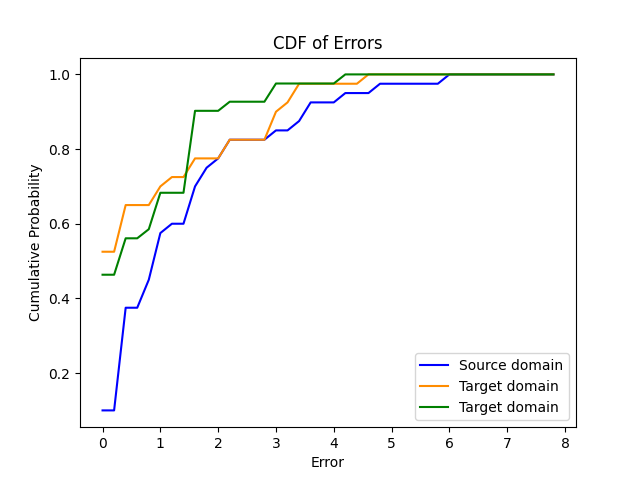 CDF of Errors
Cumulative Probability
1.0
0.8
0.6
0.4
0.2
0 1 2 3 4 5 6 7 8
Error
Source domain
Target domain
Target domain